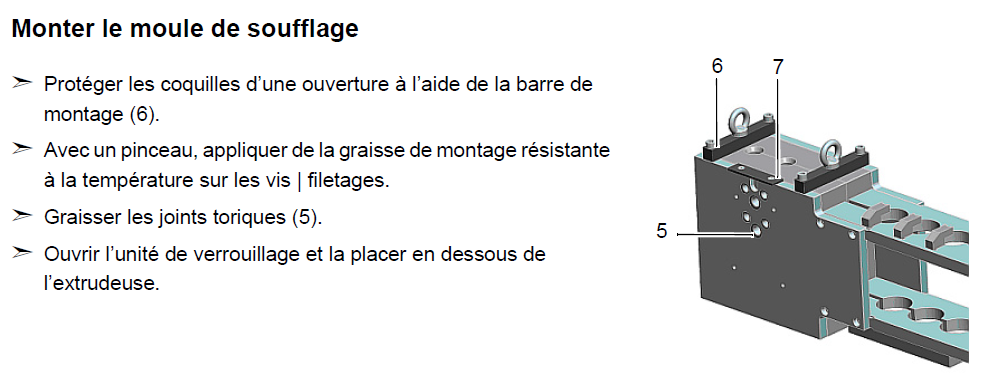 Monter le moule de soufflage
➣ Protéger les coquilles d'une ouverture à l'aide de la barre de
montage (6).
➣ Avec un pinceau, appliquer de la graisse de montage résistante
à la température sur les vis | filetages.
➣ Graisser les joints toriques (5).
➣ Ouvrir l'unité de verrouillage et la placer en dessous de
l'extrudeuse.
6 7
5